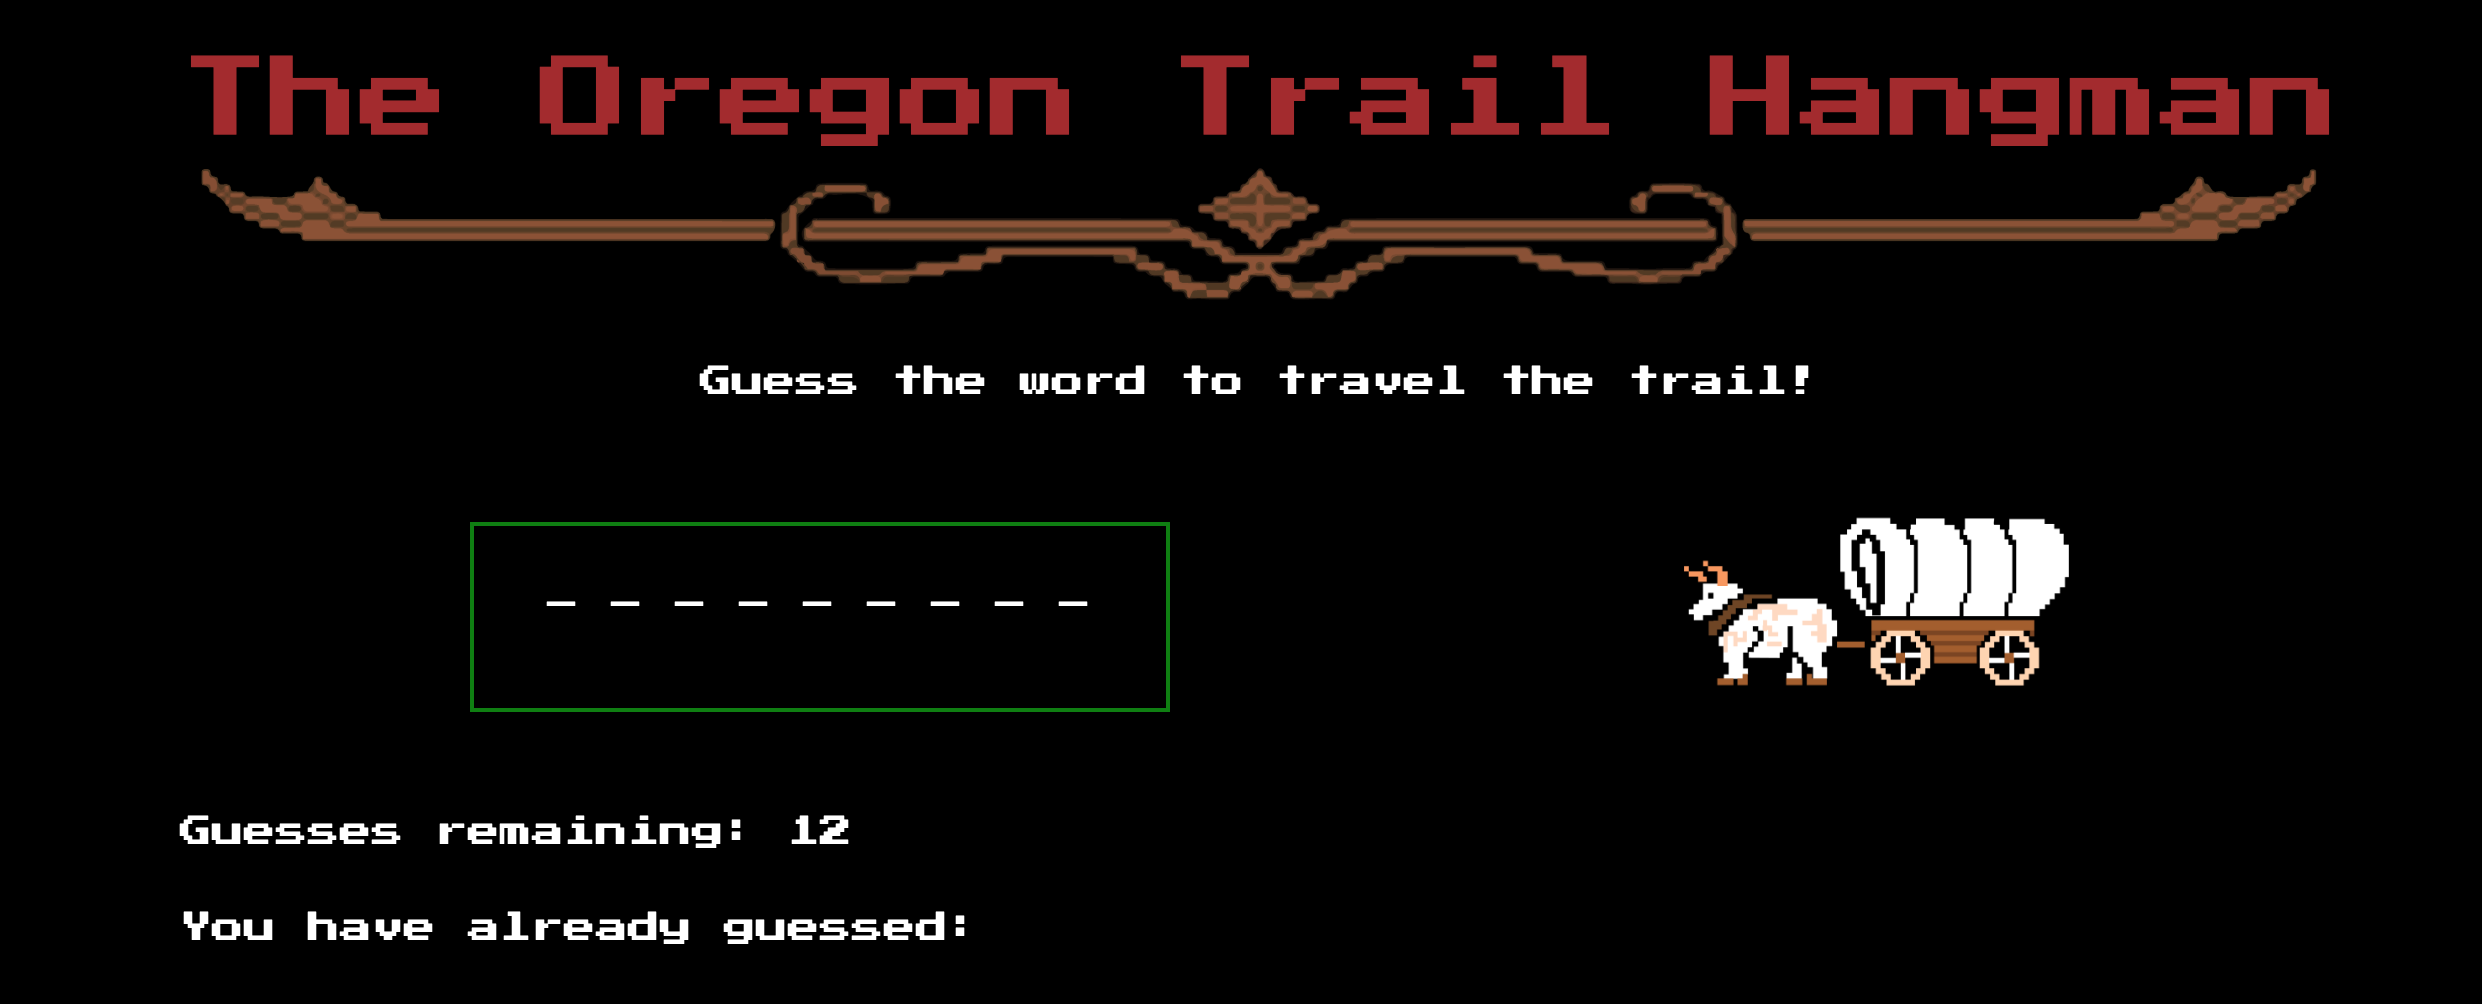 The Oregon Trail Hangman
Guess the word to travel the trail!
_ _ _ _ _ _ _ _ _
Guesses remaining: 12
You have already guessed: